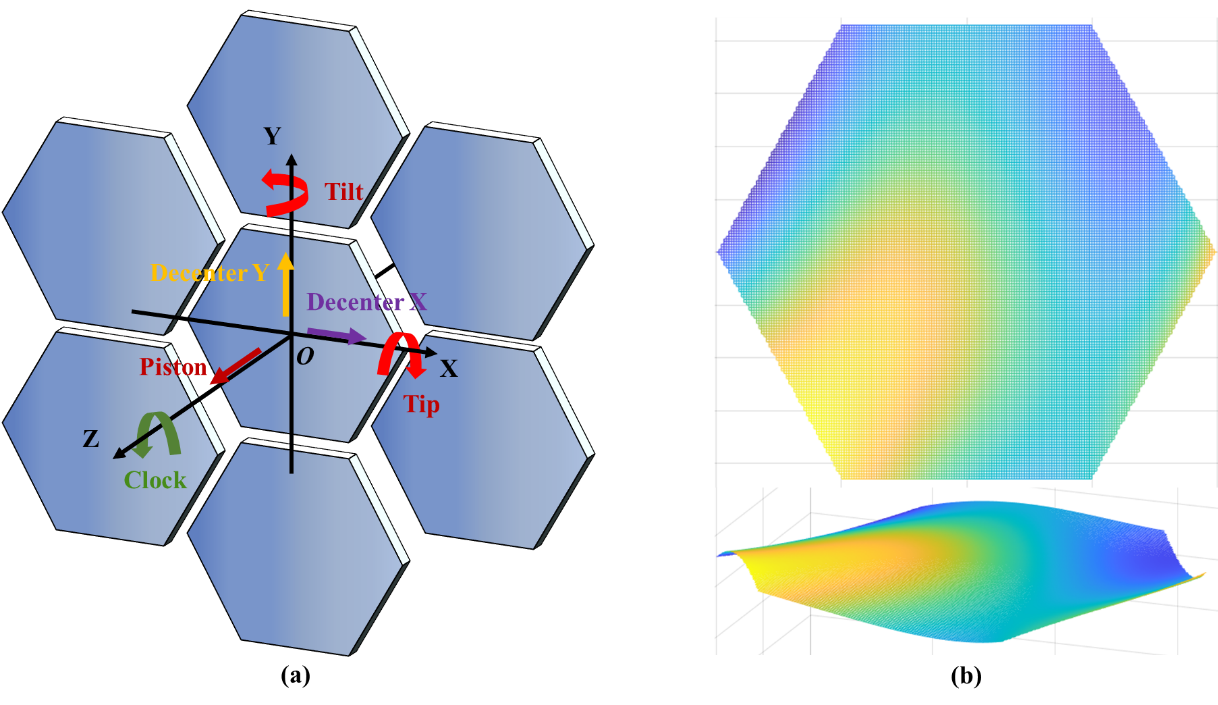 Y
Tilt
Decenter Y
Decenter X
O
Piston
X
Tip
Z
Clock
(a)
(b)